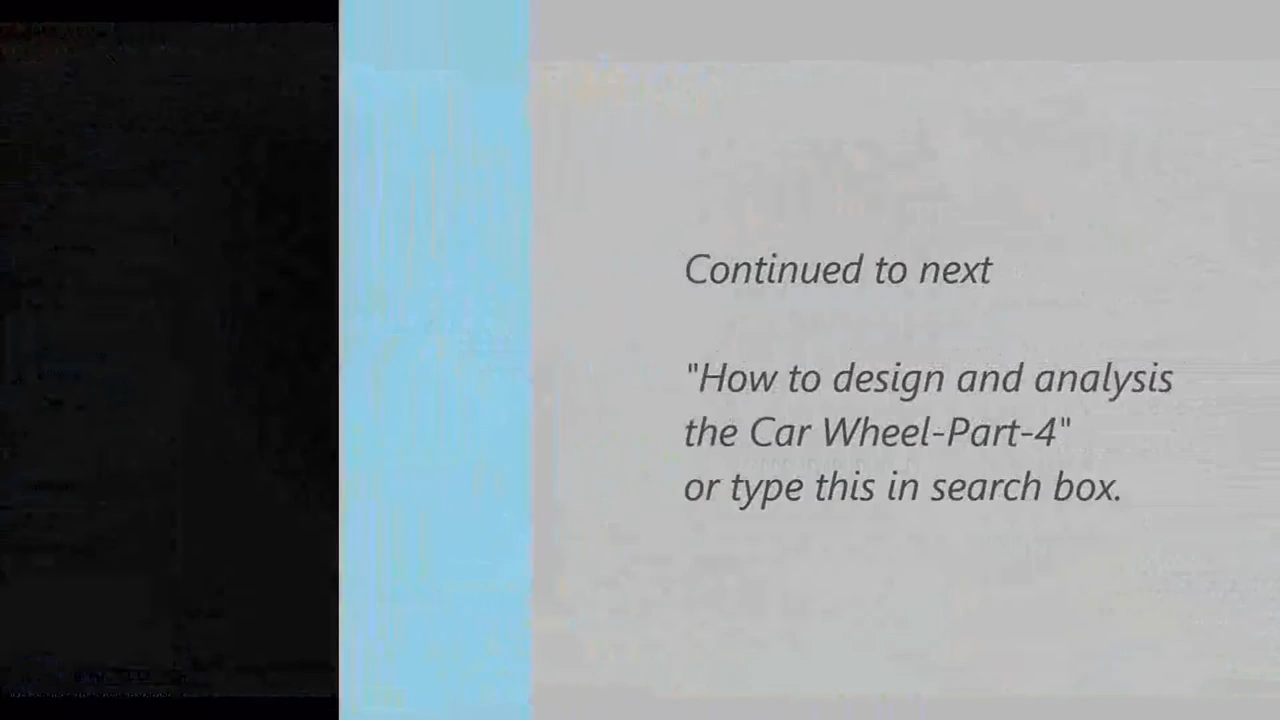 Continued to next
"How to design and analysis
the Car Wheel-Part-4"
or type this in search box.